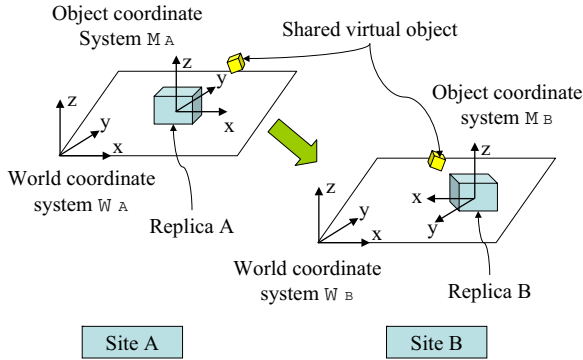 Object coordinate
System M A
Shared virtual object
z
y
x
z
y
x
World coordinate
system W A
Replica A
Object coordinate
system M B
z
x
y
z
y
x
World coordinate
system W B
Replica B
Site A
Site B